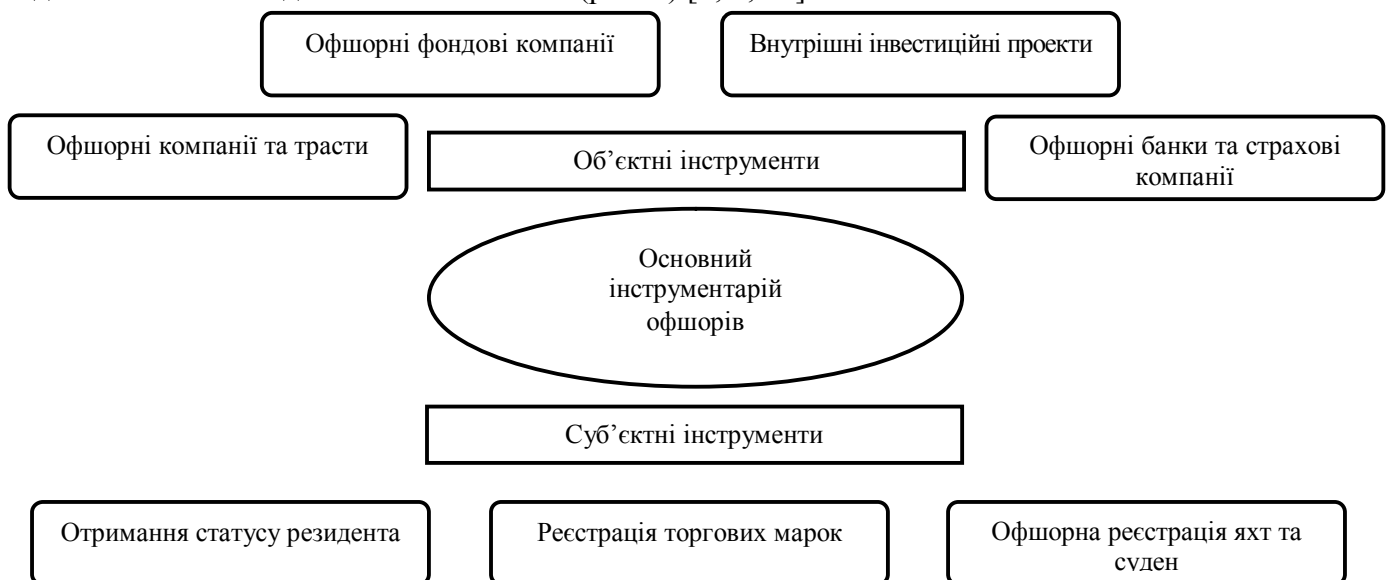 Офшорні фондові компанії
Внутрішні інвестиційні проекти
Офшорні компанії та трасти
Об’єктні інструменти
Офшорні банки та страхові
компанії
Основний
інструментарій
офшорів
Суб’єктні інструменти
Отримання статусу резидента
Реєстрація торгових марок
Офшорна реєстрація яхт та
суден